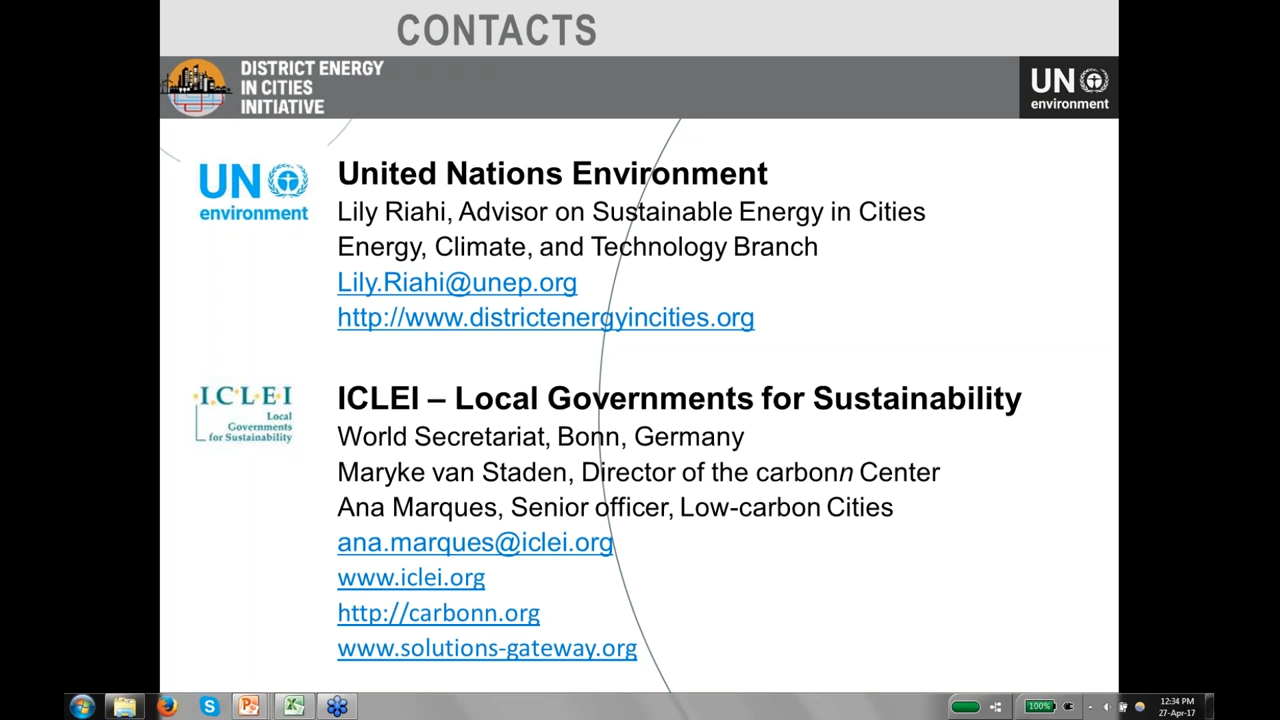 CONTACTS
DISTRICT ENERGY
IN CITIES
INITIATIVE
UN
environment
UN
environment
United Nations Environment
Lily Riahi, Advisor on Sustainable Energy in Cities
Energy, Climate, and Technology Branch
Lily.Riahi@unep.org
http://www.districtenergyincities.org
I.C.L.E.I
Local
Governments
for Sustainability
ICLEI – Local Governments for Sustainability
World Secretariat, Bonn, Germany
Maryke van Staden, Director of the carbonn Center
Ana Marques, Senior officer, Low-carbon Cities
ana.marques@iclei.org
www.iclei.org
http://carbonn.org
www.solutions-gateway.org
100%
12:34 PM
27-Apr-17